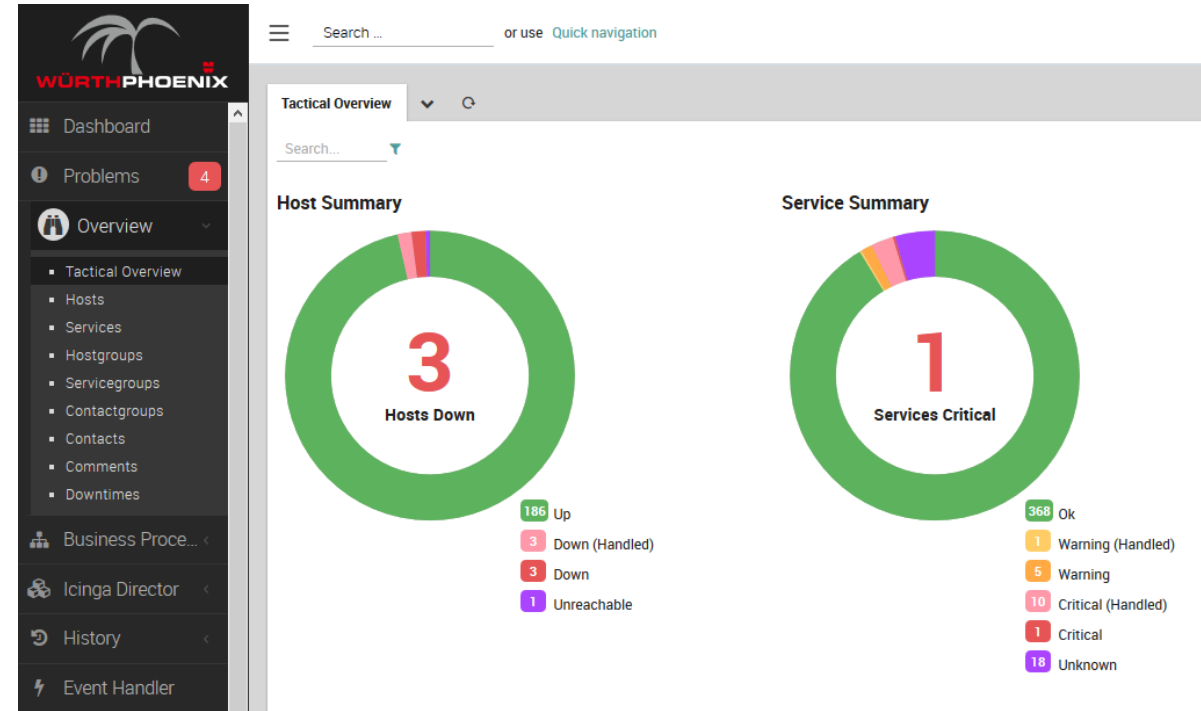 WÜRTHPHOENIX
Search ... or use Quick navigation
Dashboard
Problems 4
Overview
Tactical Overview
Hosts
Services
Hostgroups
Servicegroups
Contactgroups
Contacts
Comments
Downtimes
Business Proce...
Icinga Director
History
Event Handler
Tactical Overview
Search...
Host Summary
3
Hosts Down
186 Up
3 Down (Handled)
3 Down
1 Unreachable
Service Summary
1
Services Critical
368 Ok
1 Warning (Handled)
5 Warning
10 Critical (Handled)
1 Critical
18 Unknown